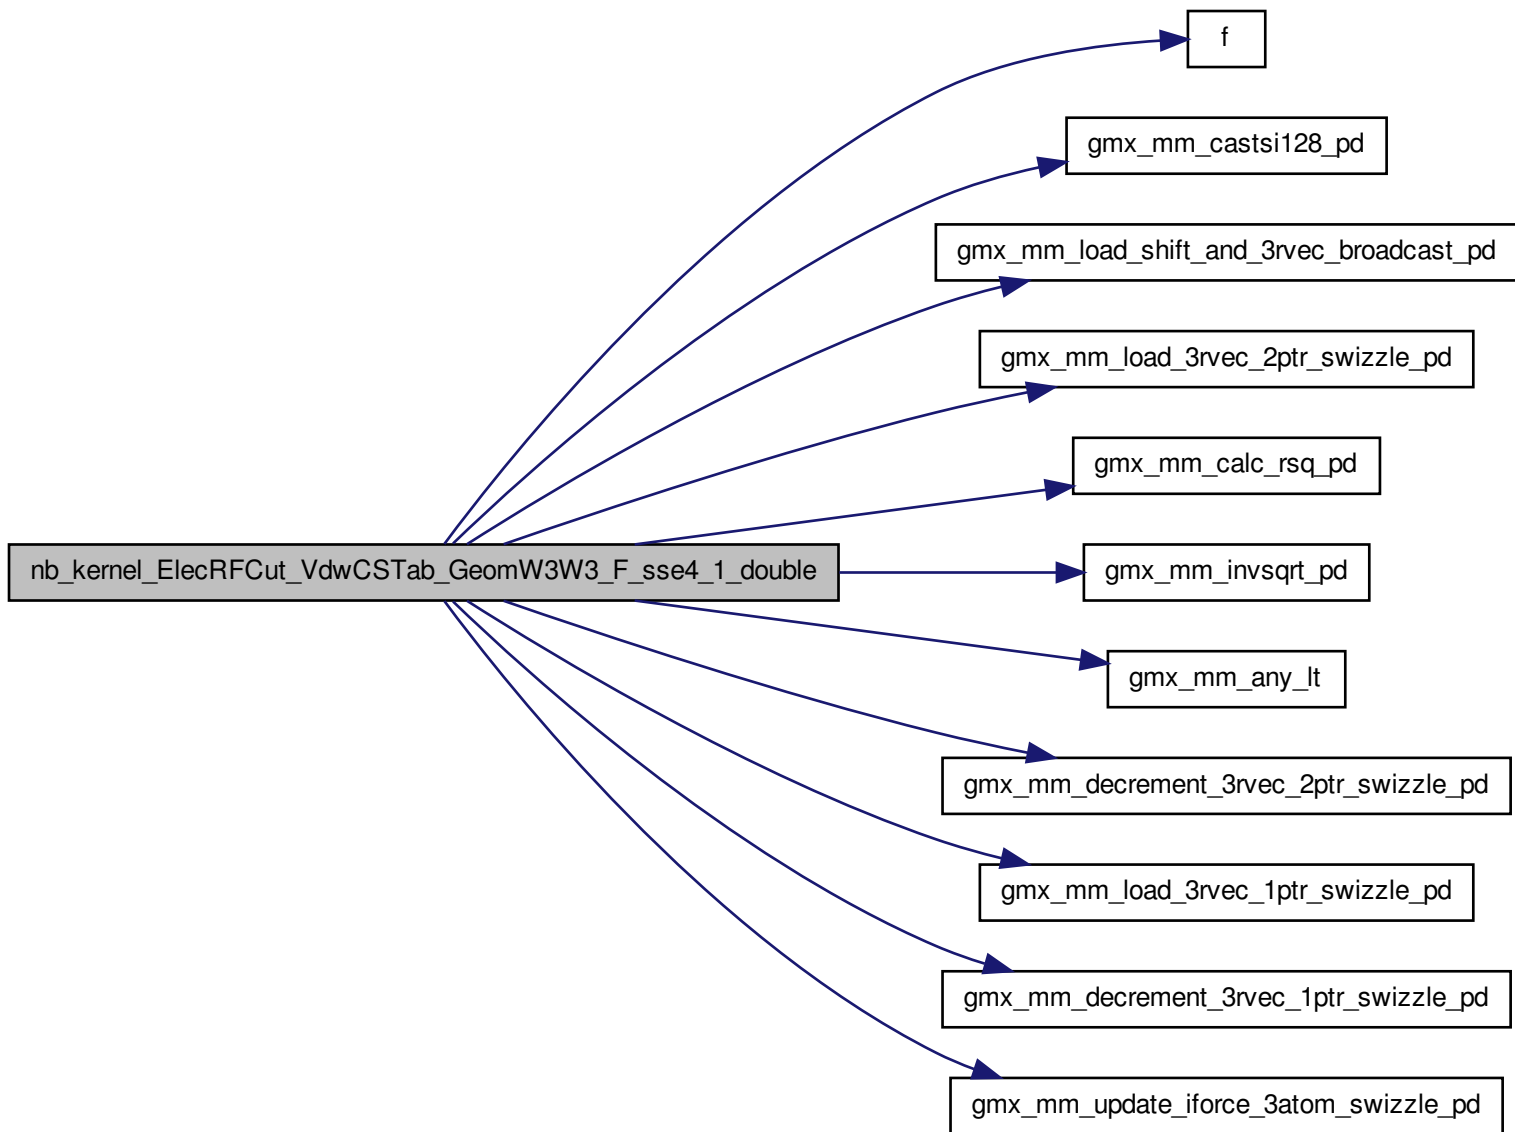 f
gmx_mm_castsi128_pd
gmx_mm_load_shift_and_3rvec_broadcast_pd
gmx_mm_load_3rvec_2ptr_swizzle_pd
gmx_mm_calc_rsq_pd
nb_kernel_ElecRFCut_VdwCSTab_GeomW3W3_F_sse4_1_double
gmx_mm_invsqrt_pd
gmx_mm_any_lt
gmx_mm_decrement_3rvec_2ptr_swizzle_pd
gmx_mm_load_3rvec_1ptr_swizzle_pd
gmx_mm_decrement_3rvec_1ptr_swizzle_pd
gmx_mm_update_iforce_3atom_swizzle_pd